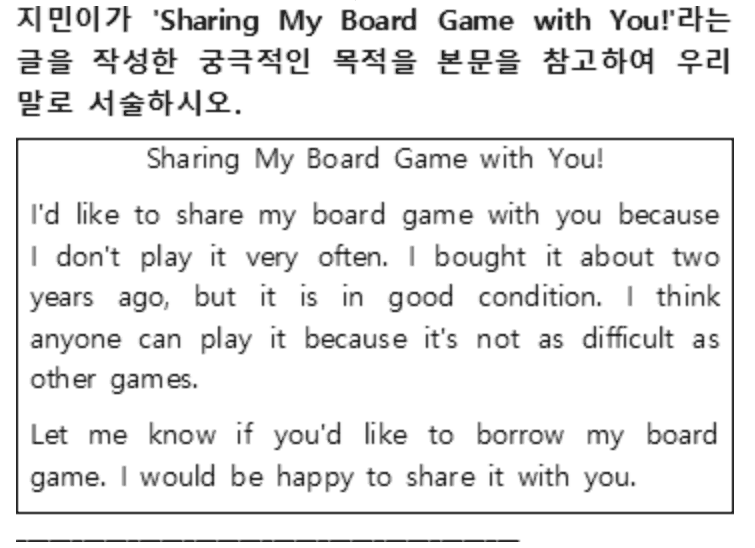 지민이가 'Sharing My Board Game with You!'라는
글을 작성한 궁극적인 목적을 본문을 참고하여 우리
말로 서술하시오.
Sharing My Board Game with You!
I'd like to share my board game with you because
I don't play it very often. I bought it about two
years ago, but it is in good condition. I think
anyone can play it because it's not as difficult as
other games.
Let me know if you'd like to borrow my board
game. I would be happy to share it with you.